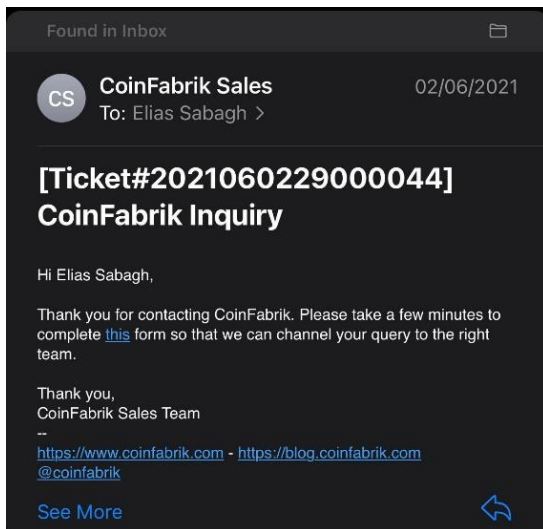 Found in Inbox
CS
CoinFabrik Sales
02/06/2021
To: Elias Sabagh >
[Ticket#2021060229000044]
CoinFabrik Inquiry
Hi Elias Sabagh,
Thank you for contacting CoinFabrik. Please take a few minutes to
complete this form so that we can channel your query to the right
team.
Thank you,
CoinFabrik Sales Team
--
https://www.coinfabrik.com - https://blog.coinfabrik.com
@coinfabrik
See More